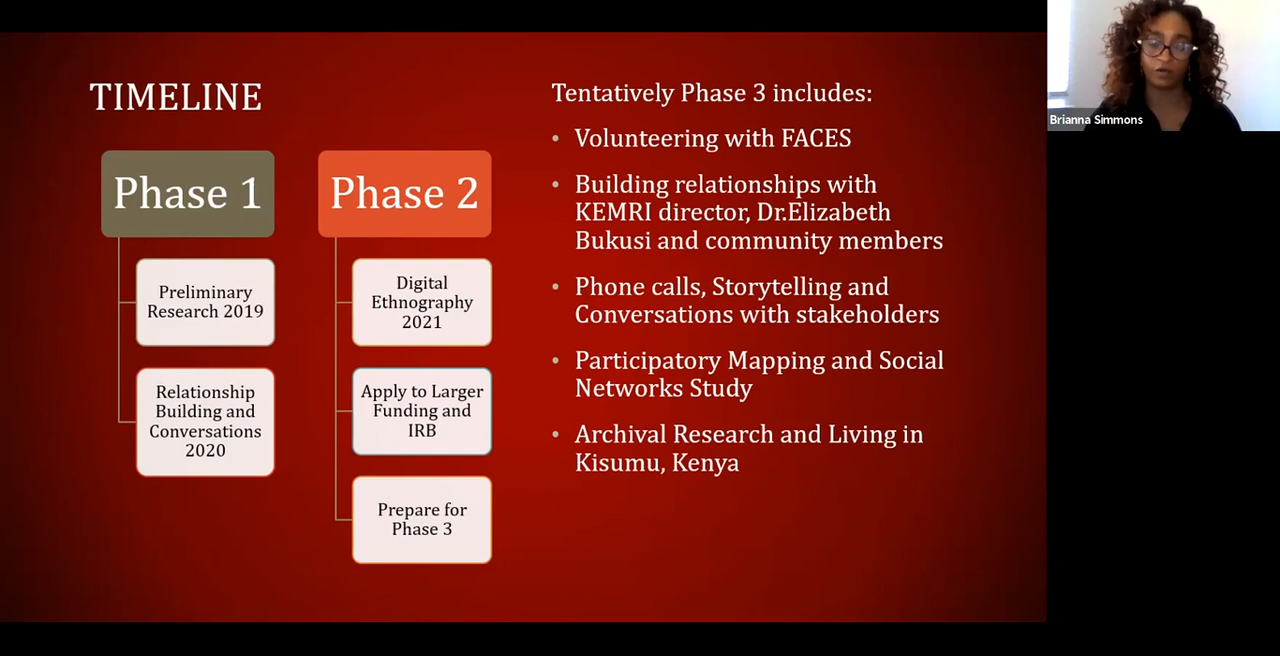 TIMELINE
Phase 1
Preliminary
Research 2019
Relationship
Building and
Conversations
2020
Phase 2
Digital
Ethnography
2021
Apply to Larger
Funding and
IRB
Prepare for
Phase 3
Tentatively Phase 3 includes:
• Volunteering with FACES
• Building relationships with
KEMRI director, Dr.Elizabeth
Bukusi and community members
• Phone calls, Storytelling and
Conversations with stakeholders
• Participatory Mapping and Social
Networks Study
• Archival Research and Living in
Kisumu, Kenya
Brianna Simmons